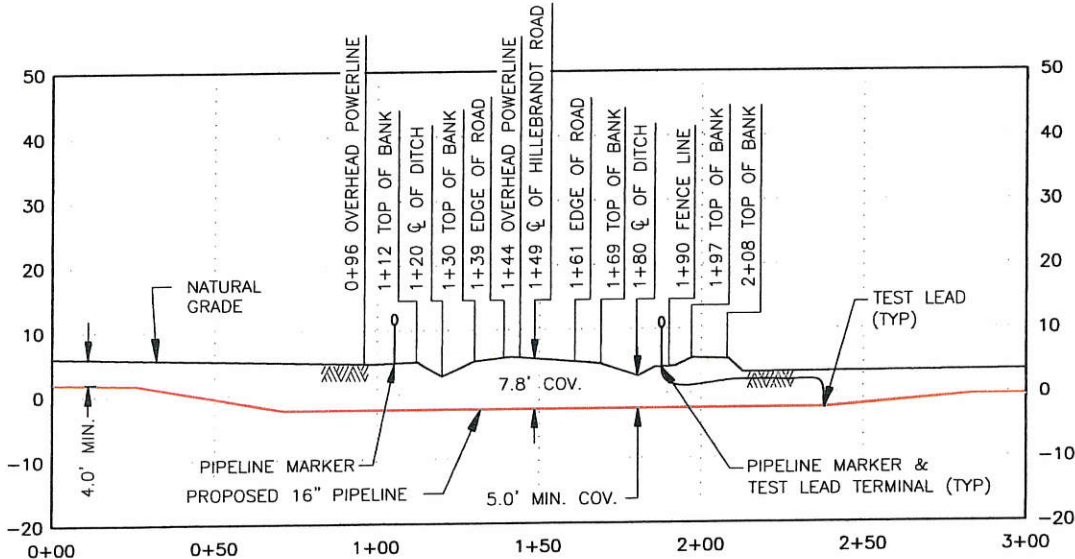 50
40
30
20
10
0
−10
−20
50
40
30
20
10
0
−10
−20
0+96 OVERHEAD POWERLINE
1+12 TOP OF BANK
1+20 ℄ OF DITCH
1+30 TOP OF BANK
1+39 EDGE OF ROAD
1+44 OVERHEAD POWERLINE
1+49 ℄ OF HILLEBRANDT ROAD
1+61 EDGE OF ROAD
1+69 TOP OF BANK
1+80 ℄ OF DITCH
1+90 FENCE LINE
1+97 TOP OF BANK
2+08 TOP OF BANK
NATURAL
GRADE
TEST LEAD
(TYP)
7.8' COV.
4.0' MIN.
PIPELINE MARKER
PROPOSED 16" PIPELINE
5.0' MIN. COV.
PIPELINE MARKER &
TEST LEAD TERMINAL (TYP)
0+00 0+50 1+00 1+50 2+00 2+50 3+00